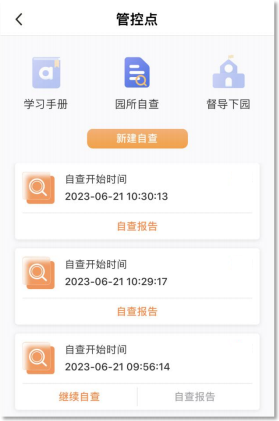 管控点
学习手册 园所自查 督导下园
新建自查
自查开始时间
2023-06-21 10:30:13
自查报告
自查开始时间
2023-06-21 10:29:17
自查报告
自查开始时间
2023-06-21 09:56:14
继续自查 自查报告